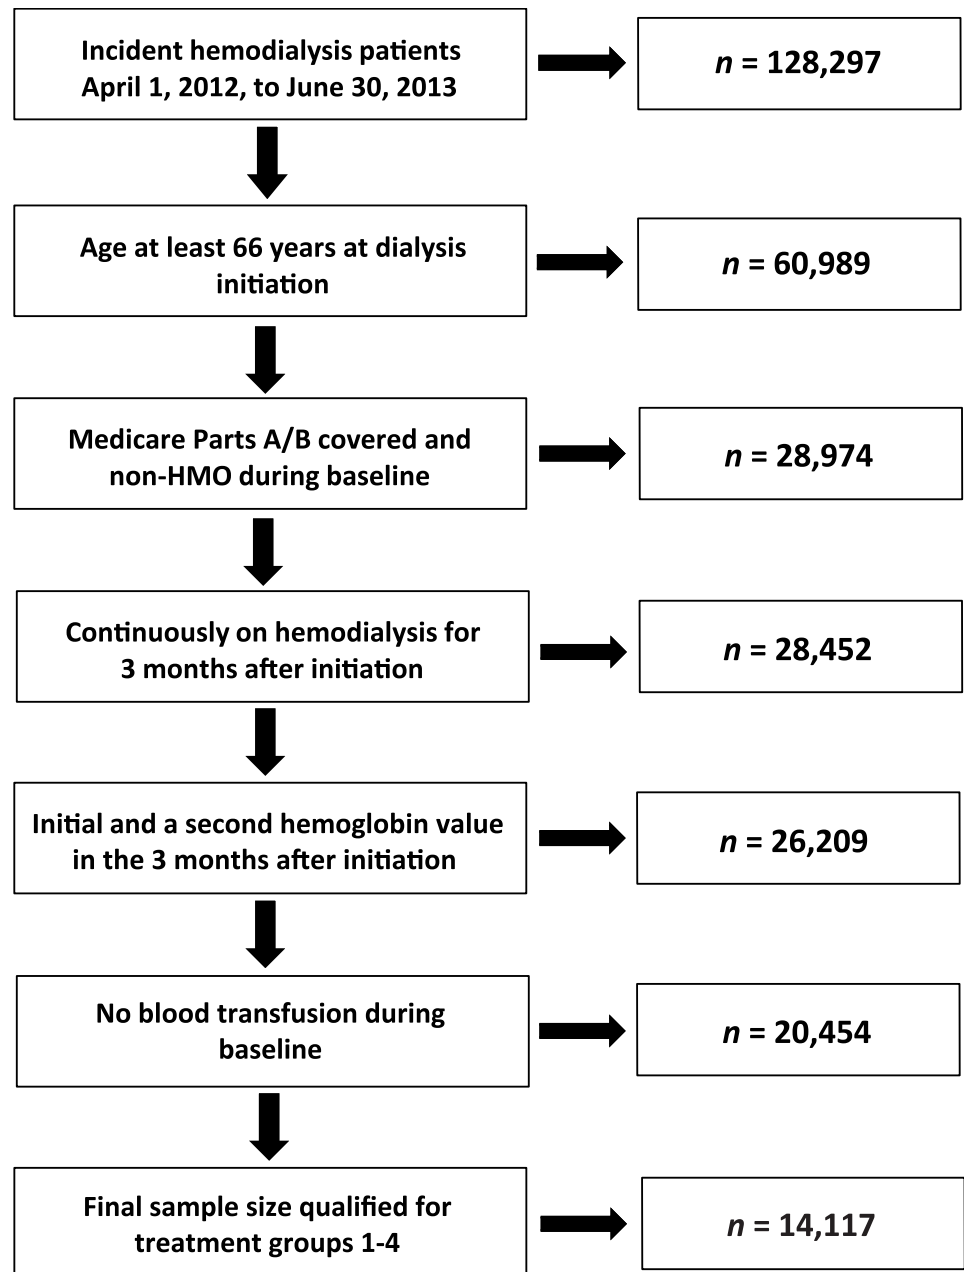 Incident hemodialysis patients
April 1, 2012, to June 30, 2013
n = 128,297
Age at least 66 years at dialysis
initiation
n = 60,989
Medicare Parts A/B covered and
non-HMO during baseline
n = 28,974
Continuously on hemodialysis for
3 months after initiation
n = 28,452
Initial and a second hemoglobin value
in the 3 months after initiation
n = 26,209
No blood transfusion during
baseline
n = 20,454
Final sample size qualified for
treatment groups 1-4
n = 14,117